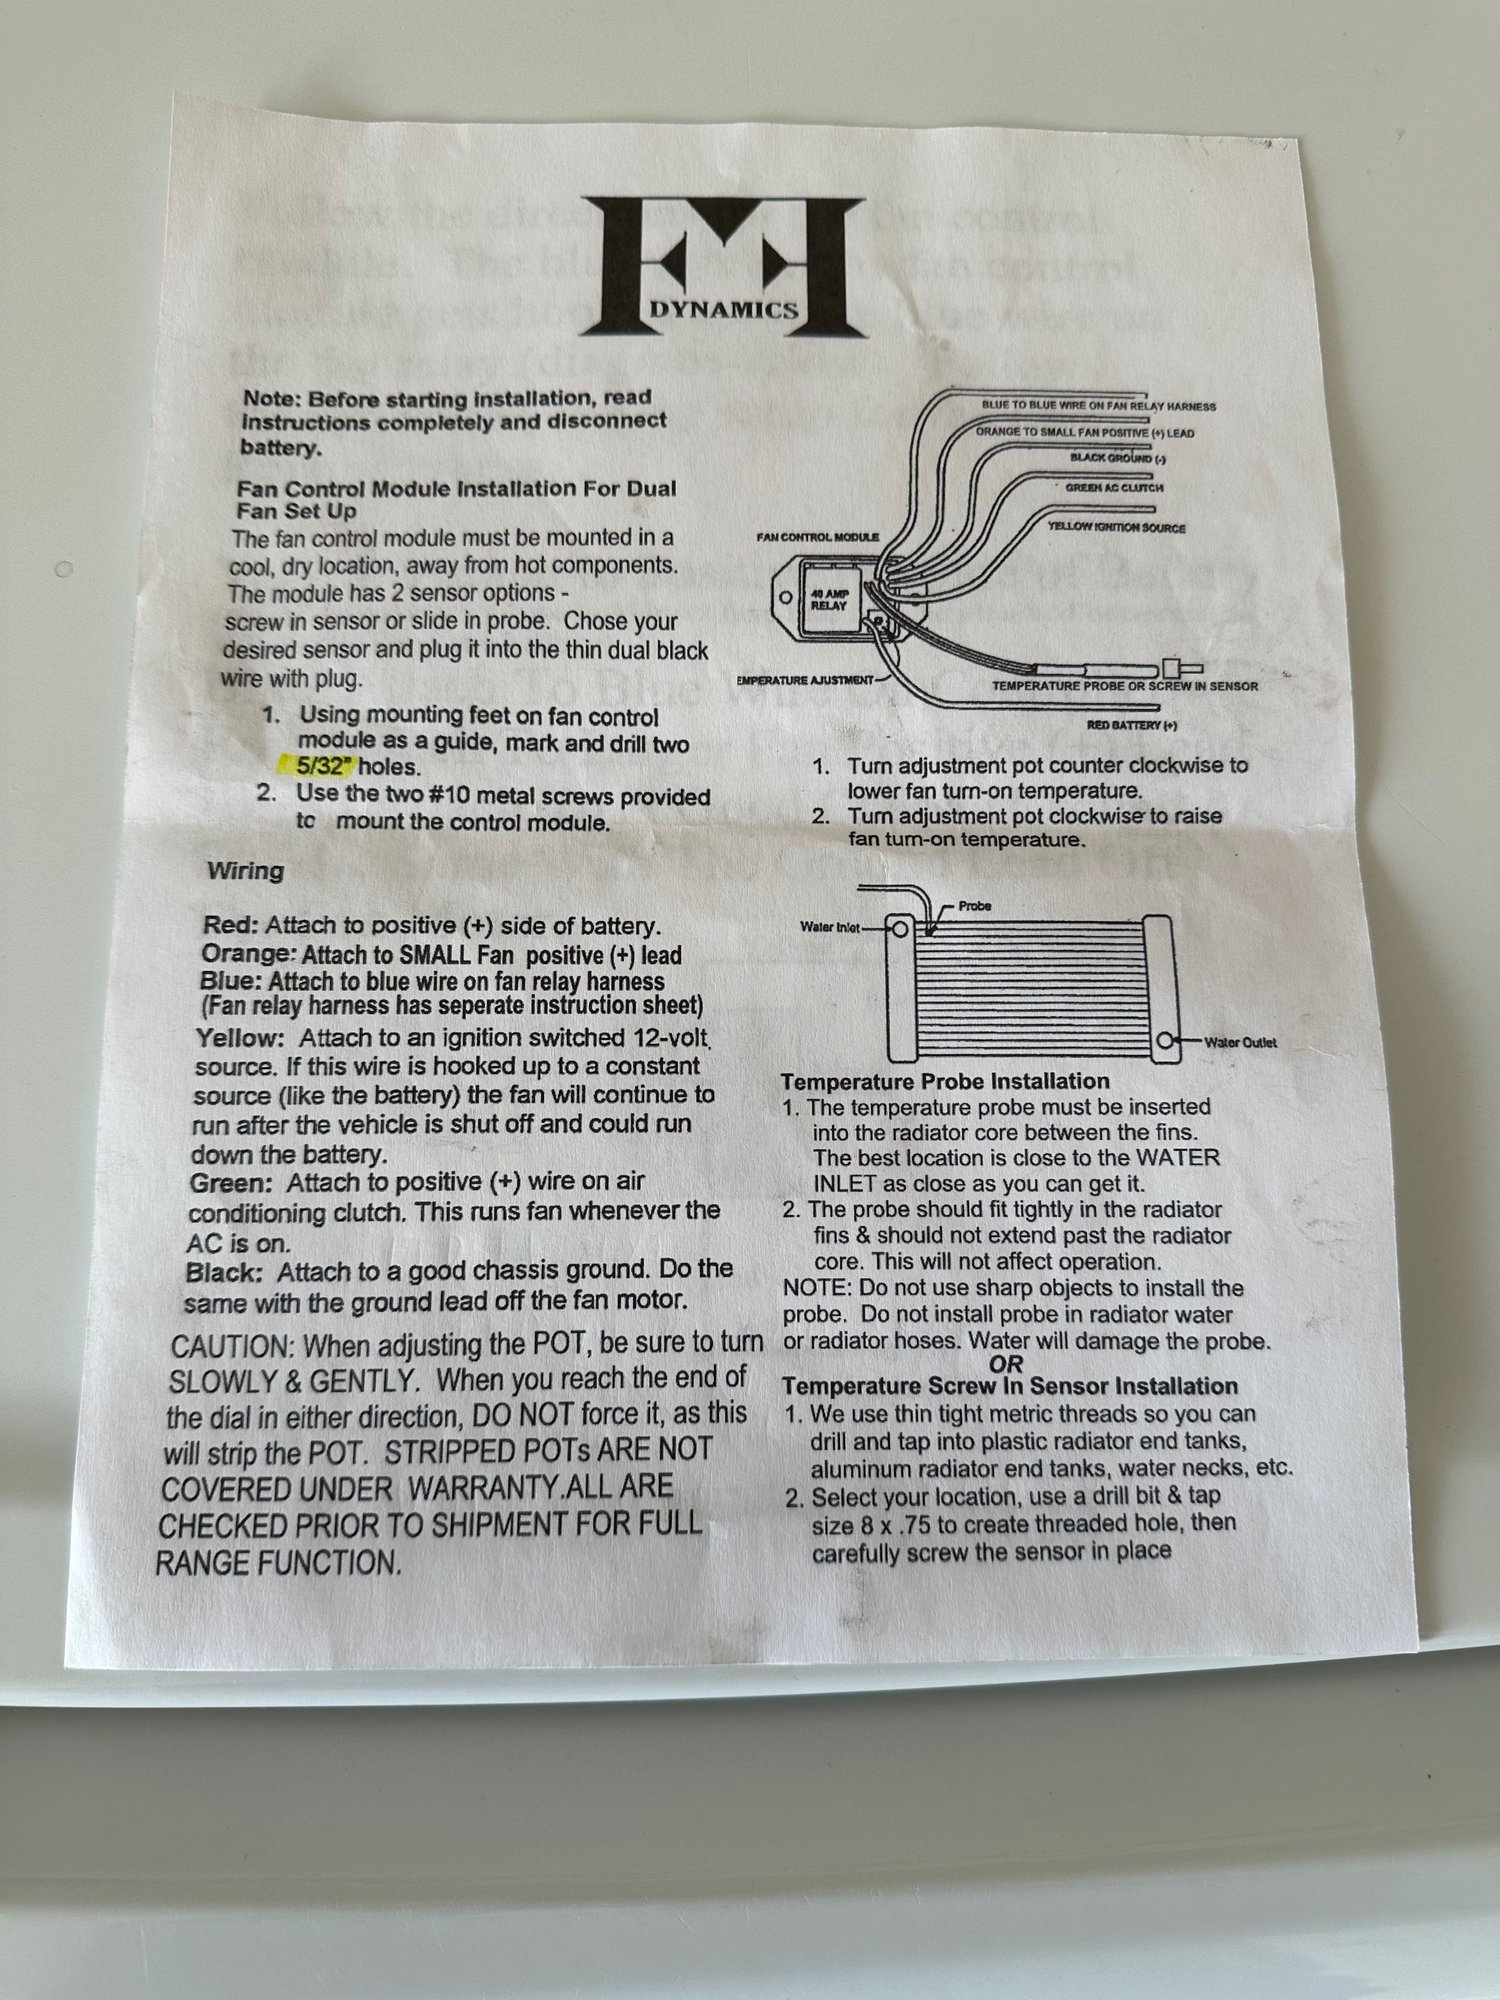 DYNAMICS
Note: Before starting installation, read
instructions completely and disconnect
battery.
Fan Control Module Installation For Dual
Fan Set Up
The fan control module must be mounted in a
cool, dry location, away from hot components.
The module has 2 sensor options -
screw in sensor or slide in probe. Chose your
desired sensor and plug it into the thin dual black
wire with plug.
1. Using mounting feet on fan control
module as a guide, mark and drill two
5/32" holes.
2. Use the two #10 metal screws provided
to mount the control module.
Wiring
Red: Attach to positive (+) side of battery.
Orange: Attach to SMALL Fan positive (+) lead
Blue: Attach to blue wire on fan relay harness
(Fan relay harness has seperate instruction sheet)
Yellow: Attach to an ignition switched 12-volt
source. If this wire is hooked up to a constant
source (like the battery) the fan will continue to
run after the vehicle is shut off and could run
down the battery.
Green: Attach to positive (+) wire on air
conditioning clutch. This runs fan whenever the
AC is on.
Black: Attach to a good chassis ground. Do the
same with the ground lead off the fan motor.
CAUTION: When adjusting the POT, be sure to turn
SLOWLY & GENTLY. When you reach the end of
the dial in either direction, DO NOT force it, as this
will strip the POT. STRIPPED POTs ARE NOT
COVERED UNDER WARRANTY.ALL ARE
CHECKED PRIOR TO SHIPMENT FOR FULL
RANGE FUNCTION.
BLUE TO BLUE WIRE ON FAN RELAY HARNESS
ORANGE TO SMALL FAN POSITIVE (+) LEAD
BLACK GROUND (-)
GREEN AC CLUTCH
YELLOW IGNITION SOURCE
FAN CONTROL MODULE
40 AMP
RELAY
EMPERATURE AJUSTMENT
TEMPERATURE PROBE OR SCREW IN SENSOR
RED BATTERY (+)
1. Turn adjustment pot counter clockwise to
lower fan turn-on temperature.
2. Turn adjustment pot clockwise to raise
fan turn-on temperature.
Probe
Water Inlet
Water Outlet
Temperature Probe Installation
1. The temperature probe must be inserted
into the radiator core between the fins.
The best location is close to the WATER
INLET as close as you can get it.
2. The probe should fit tightly in the radiator
fins & should not extend past the radiator
core. This will not affect operation.
NOTE: Do not use sharp objects to install the
probe. Do not install probe in radiator water
or radiator hoses. Water will damage the probe.
OR
Temperature Screw In Sensor Installation
1. We use thin tight metric threads so you can
drill and tap into plastic radiator end tanks,
aluminum radiator end tanks, water necks, etc.
2. Select your location, use a drill bit & tap
size 8 x .75 to create threaded hole, then
carefully screw the sensor in place